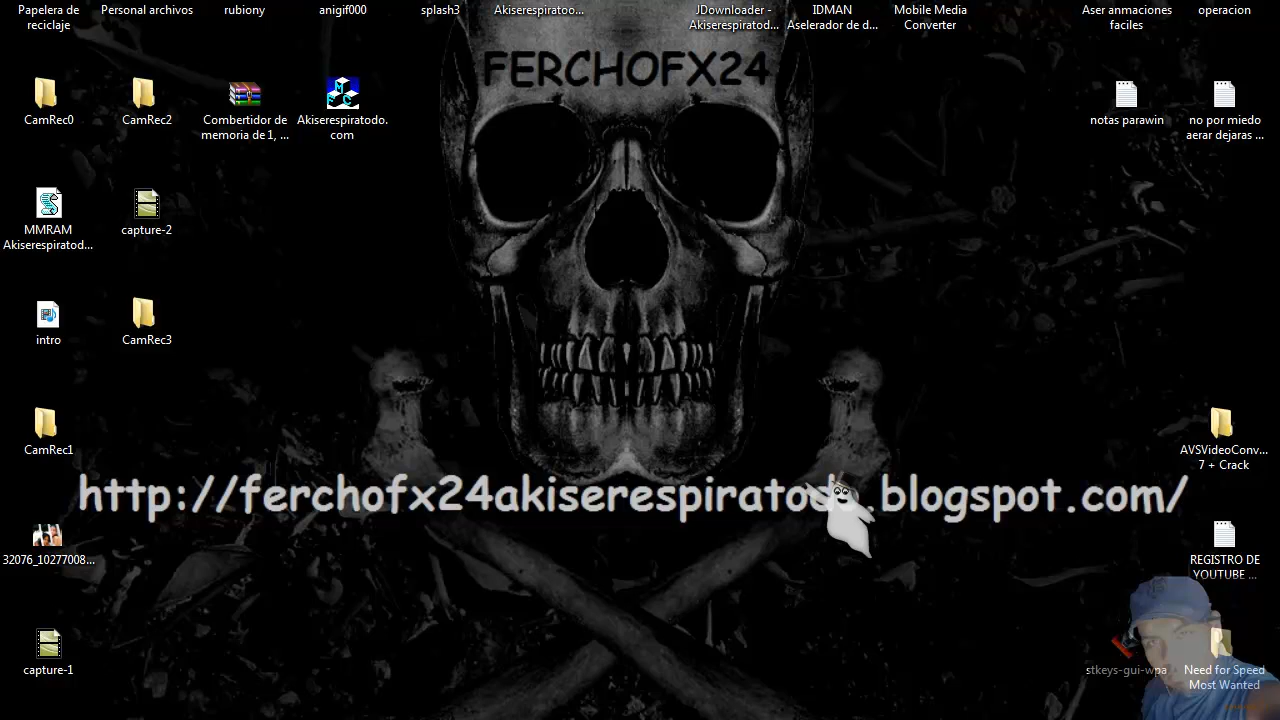 Papelera de
reciclaje
Personal archivos
rubiony
anigif000
splash3
Akiserespiratoo...
JDownloader -
Akiserespiratod...
IDMAN
Aselerador de d...
Mobile Media
Converter
Aser anmaciones
faciles
operacion
FERCHOFX24
CamRec0
CamRec2
Combertidor de
memoria de 1, ...
Akiserespiratodo.
com
notas parawin
no por miedo
aerar dejaras ...
MMRAM
Akiserespiratod...
capture-2
intro
CamRec3
CamRec1
AVSVideoConv...
7 + Crack
http://ferchofx24akiserespiratodo.blogspot.com/
32076_10277008...
REGISTRO DE
YOUTUBE ...
capture-1
stkeys-gui-wpa
Need for Speed
Most Wanted